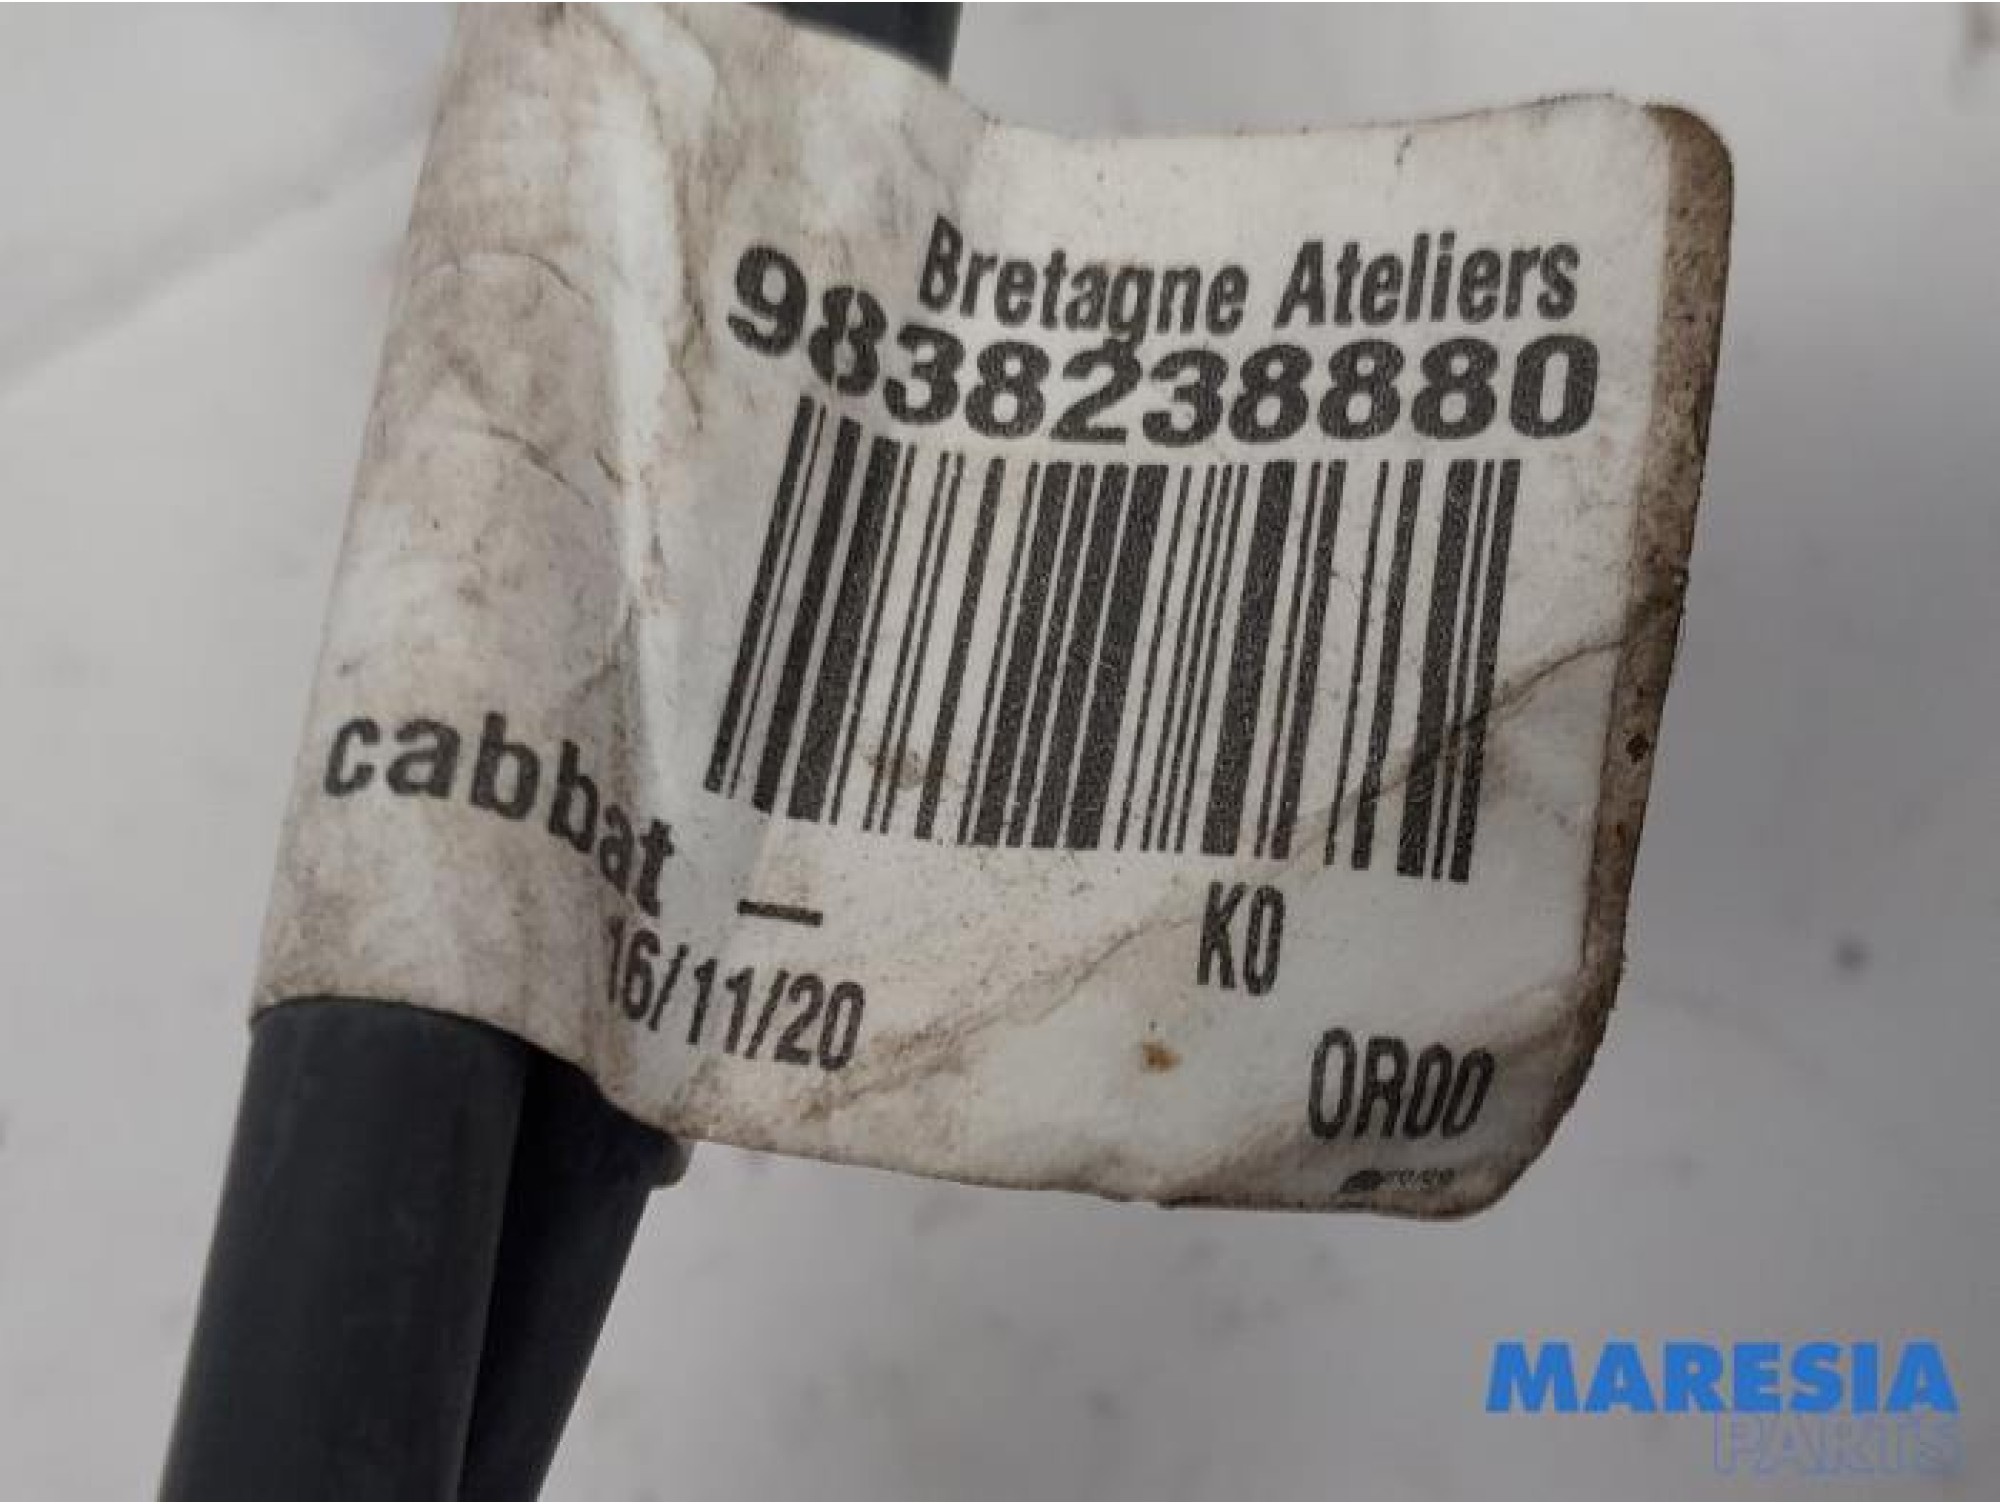 Bretagne Ateliers
9838238880
cabbat _
16/11/20
K0
0R00
MARESIA
PARTS